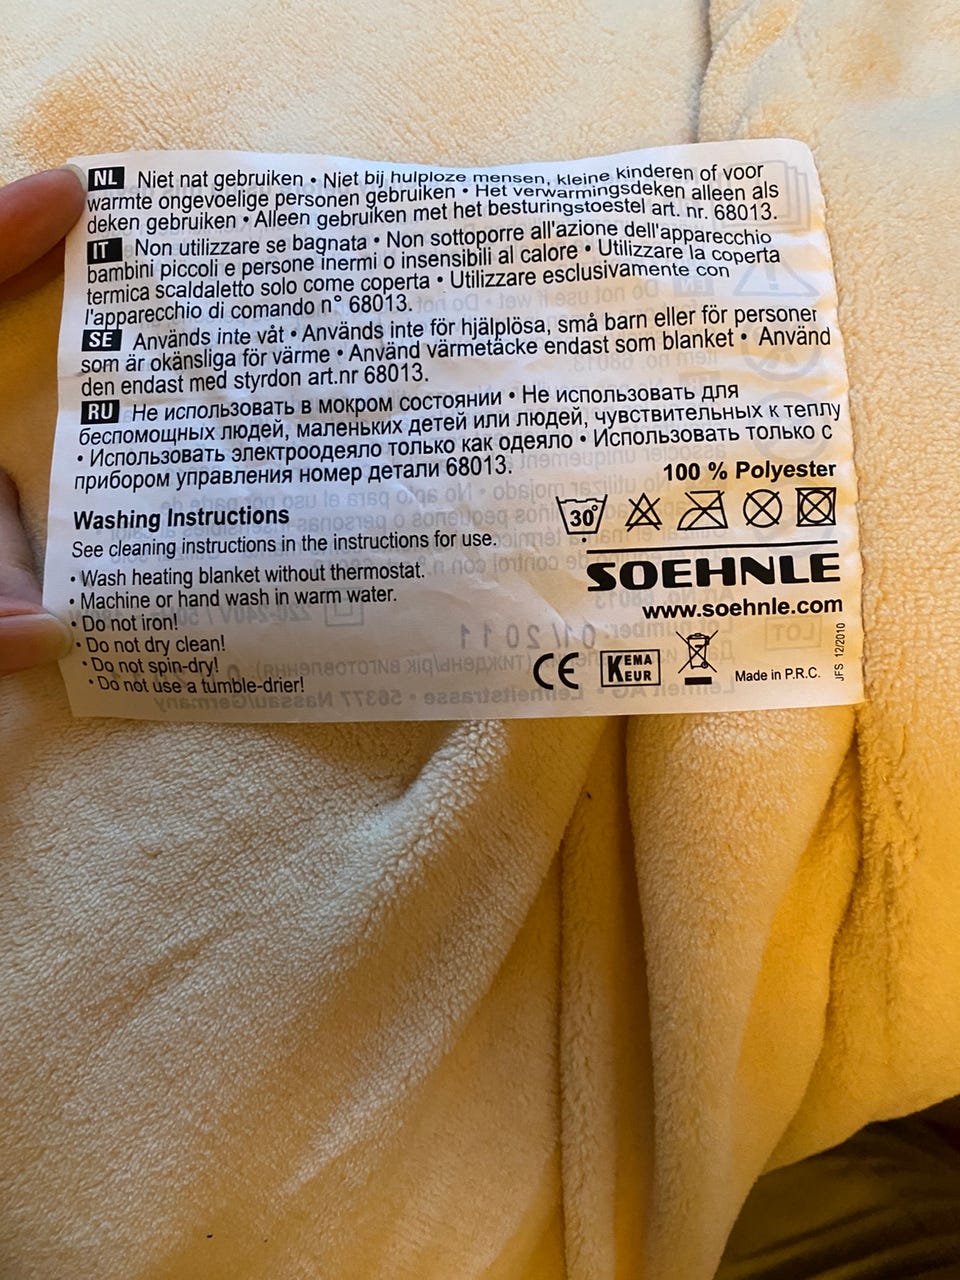 NL Niet nat gebruiken • Niet bij hulploze mensen, kleine kinderen of voor
warmte ongevoelige personen gebruiken • Het verwarmingsdeken alleen als
deken gebruiken • Alleen gebruiken met het besturingstoestel art. nr. 68013.
IT Non utilizzare se bagnata • Non sottoporre all'azione dell'apparecchio
bambini piccoli e persone inermi o insensibili al calore • Utilizzare la coperta
termica scaldaletto solo come coperta • Utilizzare esclusivamente con
l'apparecchio di comando n° 68013.
SE Används inte våt • Används inte för hjälplösa, små barn eller för personer
som är okänsliga för värme • Använd värmetäcke endast som blanket • Använd
den endast med styrdon art.nr 68013.
RU Не использовать в мокром состоянии • Не использовать для
беспомощных людей, маленьких детей или людей, чувствительных к теплу
• Использовать электроодеяло только как одеяло • Использовать только с
прибором управления номер детали 68013.
100 % Polyester
30°
Washing Instructions
See cleaning instructions in the instructions for use.
• Wash heating blanket without thermostat.
• Machine or hand wash in warm water.
• Do not iron!
• Do not dry clean!
• Do not spin-dry!
• Do not use a tumble-drier!
SOEHNLE
www.soehnle.com
CE KEMA
KEUR
Made in P.R.C.
JFS 12/2010
01/2011